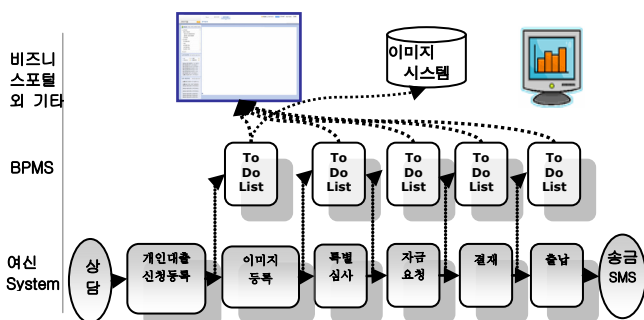 비즈니
스포털
외 기타
이미지
시스템
BPMS
To
Do
List
To
Do
List
To
Do
List
To
Do
List
To
Do
List
여신
System
상
담
개인대출
신청등록
이미지
등록
특별
심사
자금
요청
결재
출납
송금
SMS